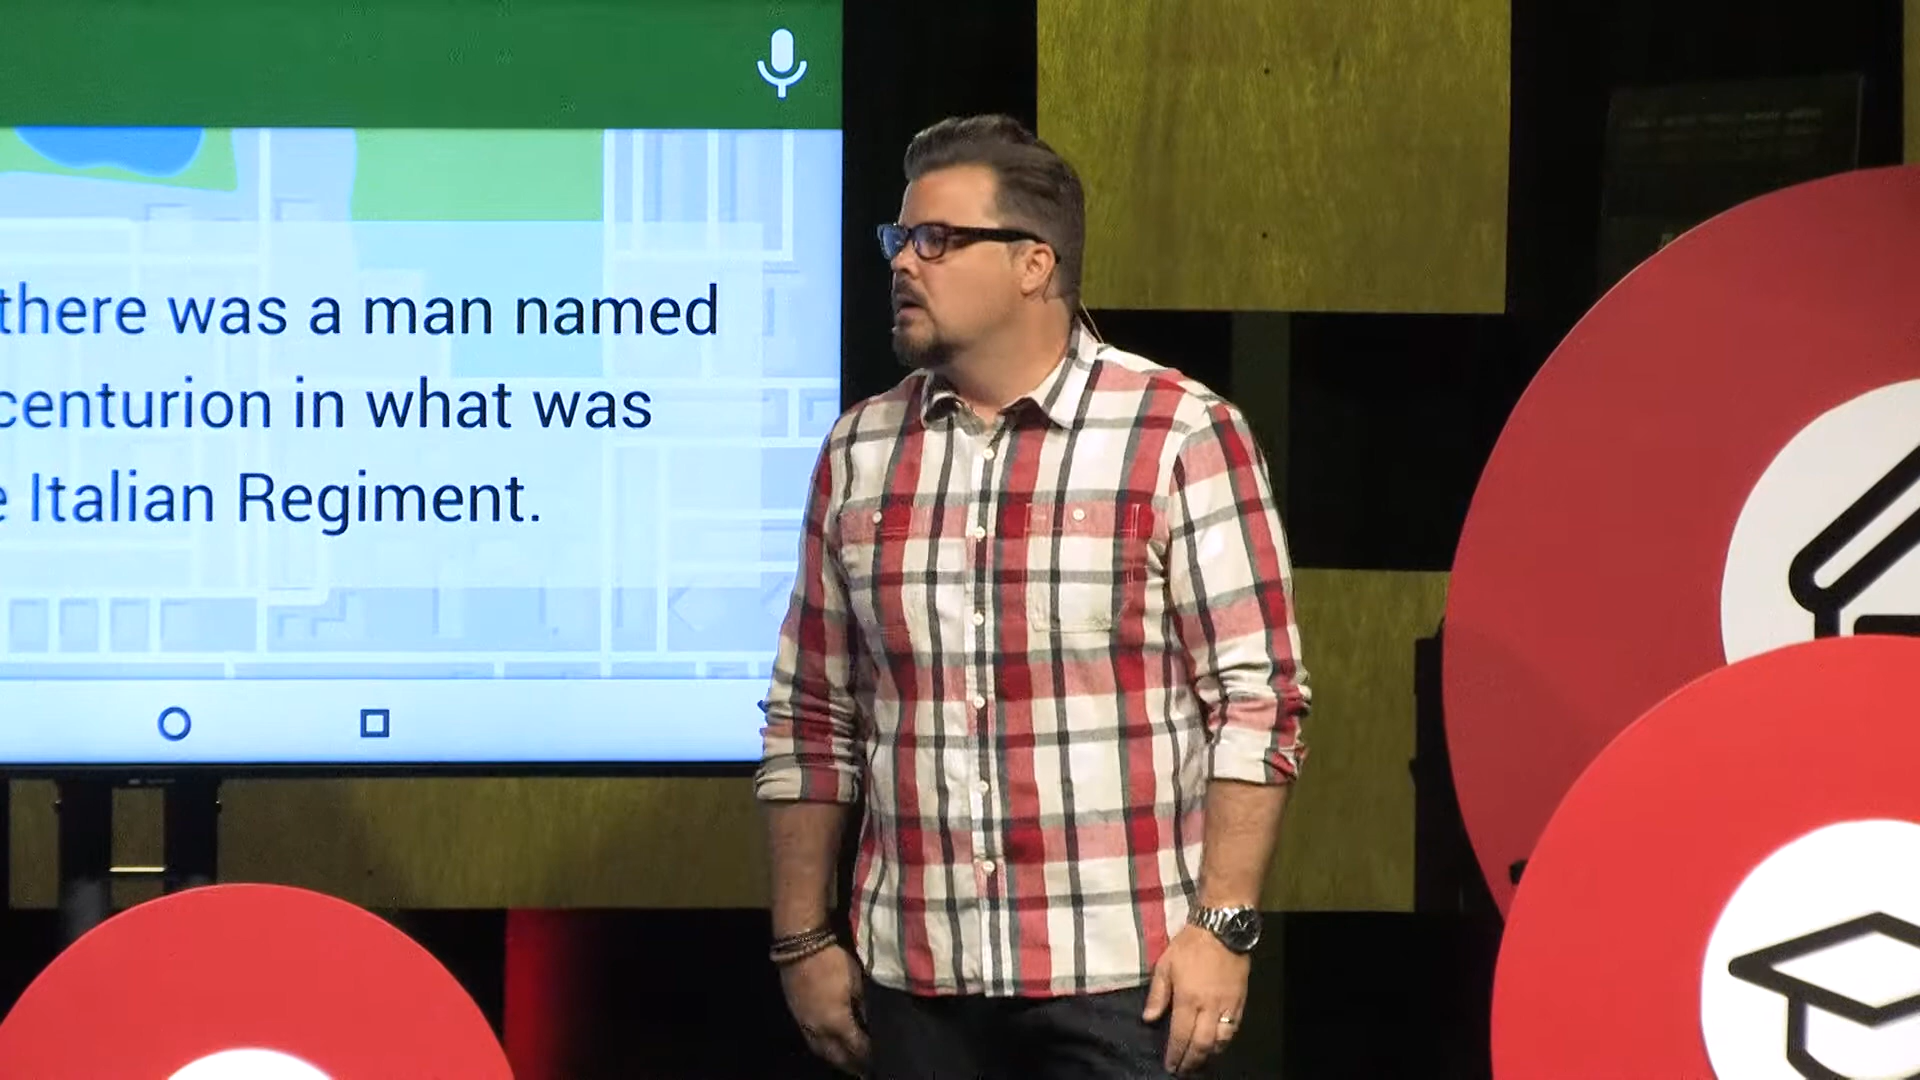 there was a man named
centurion in what was
e Italian Regiment.